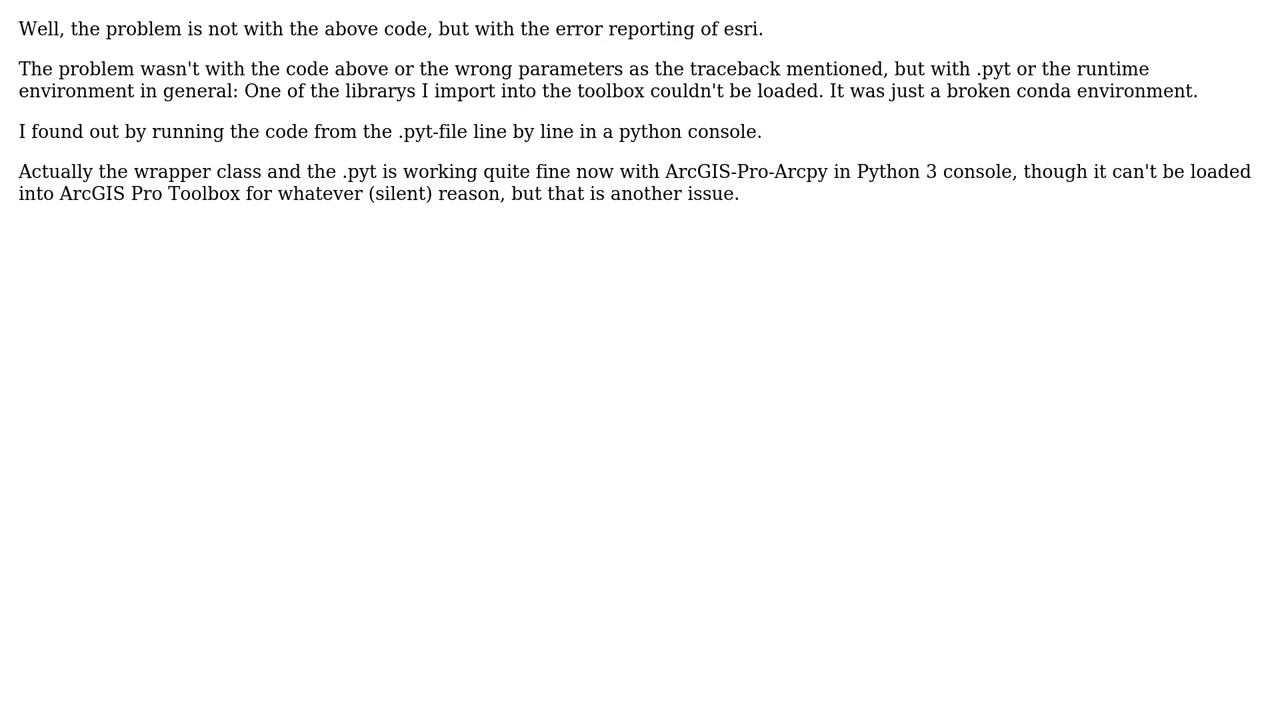 Well, the problem is not with the above code, but with the error reporting of esri.
The problem wasn't with the code above or the wrong parameters as the traceback mentioned, but with .pyt or the runtime
environment in general: One of the librarys I import into the toolbox couldn't be loaded. It was just a broken conda environment.
I found out by running the code from the .pyt-file line by line in a python console.
Actually the wrapper class and the .pyt is working quite fine now with ArcGIS-Pro-Arcpy in Python 3 console, though it can't be loaded
into ArcGIS Pro Toolbox for whatever (silent) reason, but that is another issue.